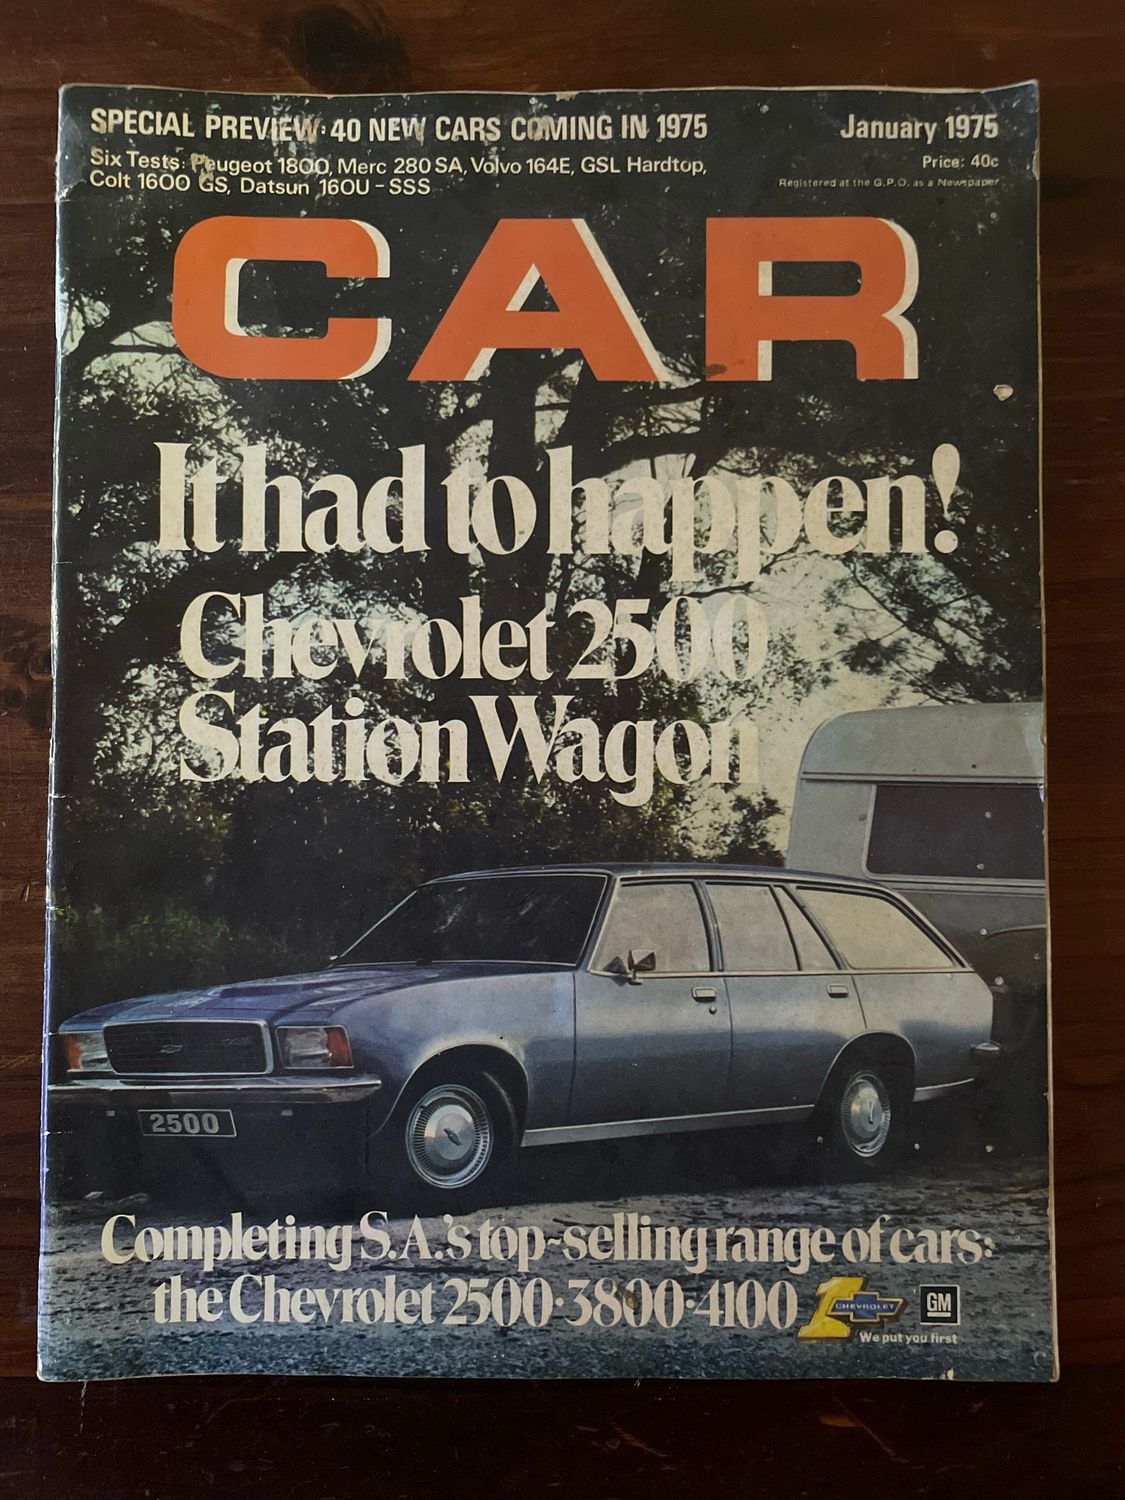 SPECIAL PREVIEW: 40 NEW CARS COMING IN 1975
January 1975
Six Tests: Peugeot 1800, Merc 280 SA, Volvo 164E, GSL Hardtop,
Colt 1600 GS, Datsun 160U - SSS
Price: 40c
Registered at the G.P.O. as a Newspaper
CAR
It had to happen!
Chevrolet 2500
Station Wagon
2500
Completing S.A.'s top-selling range of cars:
the Chevrolet 2500·3800·4100
1
CHEVROLET
GM
We put you first